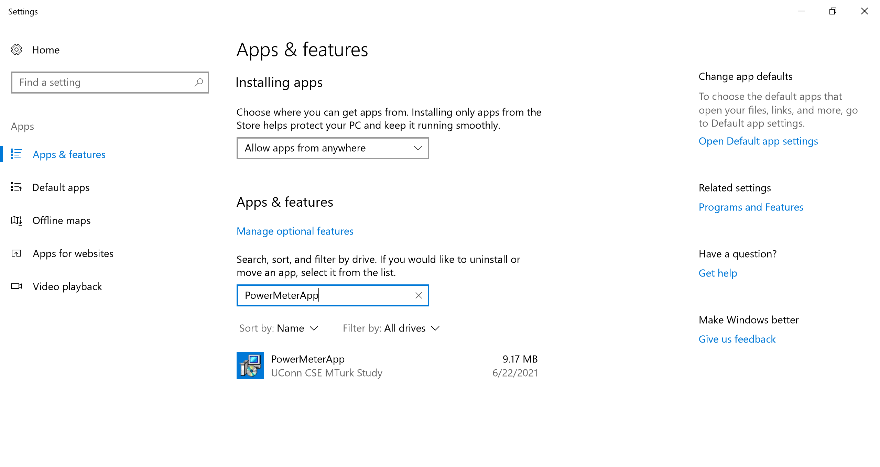 Settings
Home
Find a setting
Apps
Apps & features
Default apps
Offline maps
Apps for websites
Video playback
Apps & features
Installing apps
Choose where you can get apps from. Installing only apps from the
Store helps protect your PC and keep it running smoothly.
Allow apps from anywhere
Apps & features
Manage optional features
Search, sort, and filter by drive. If you would like to uninstall or
move an app, select it from the list.
PowerMeterApp
Sort by: Name
Filter by: All drives
PowerMeterApp
9.17 MB
UConn CSE MTurk Study
6/22/2021
Change app defaults
To choose the default apps that
open your files, links, and more, go
to Default app settings.
Open Default app settings
Related settings
Programs and Features
Have a question?
Get help
Make Windows better
Give us feedback